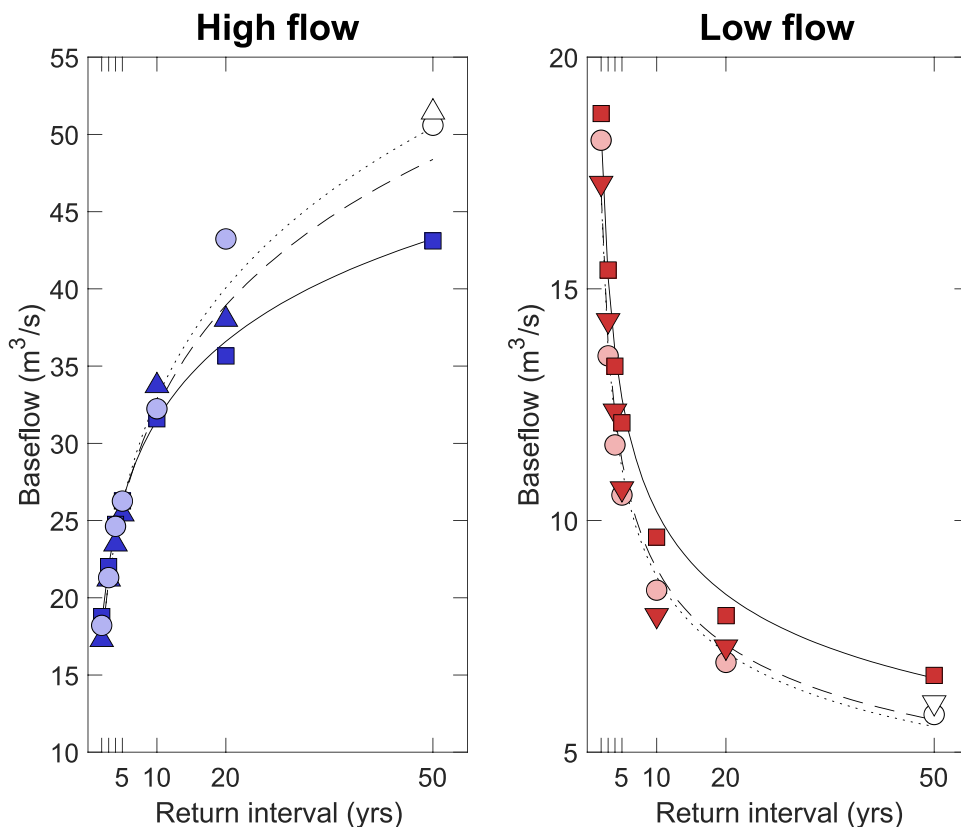 High flow
55
50
45
40
35
30
25
20
15
10
Baseflow (m³/s)
5 10 20 50
Return interval (yrs)
Low flow
20
15
10
5
Baseflow (m³/s)
5 10 20 50
Return interval (yrs)